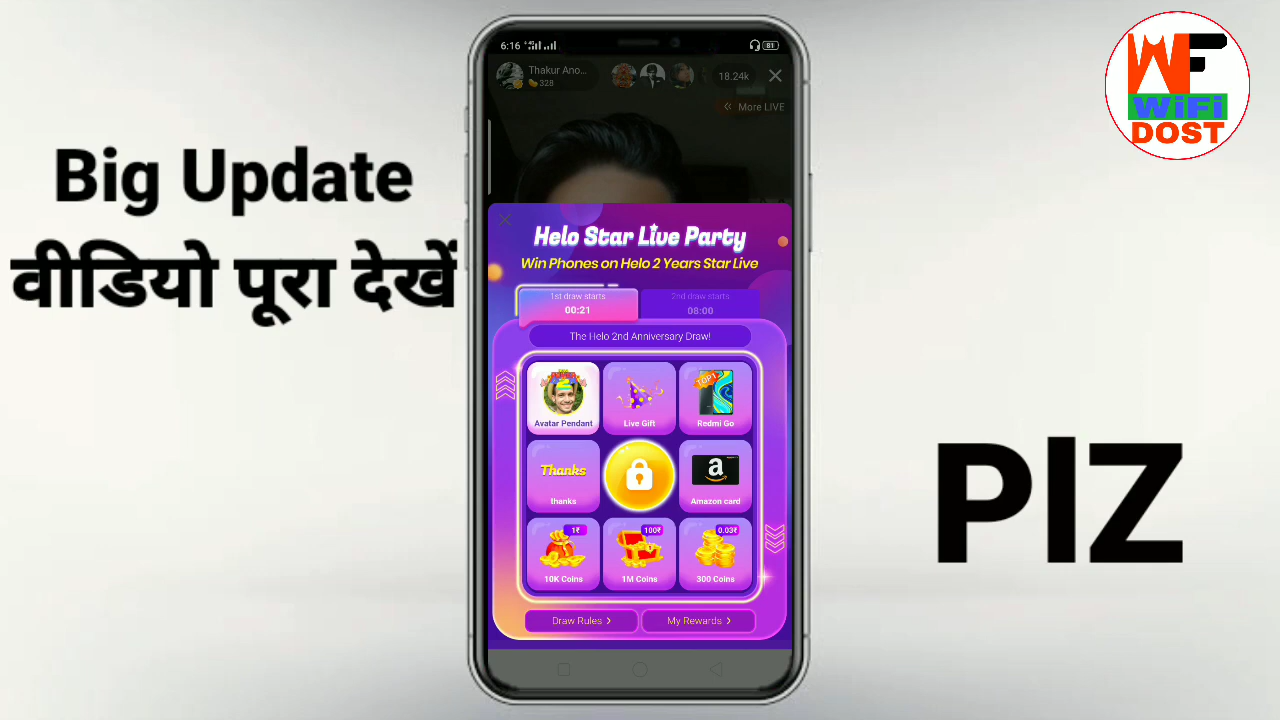 Big Update
वीडियो पूरा देखें
PlZ
WF
WiFi
DOST
6:16
4G
81
Thakur Ano...
328
18.24k
More LIVE
Helo Star Live Party
Win Phones on Helo 2 Years Star Live
1st draw starts
00:21
2nd draw starts
08:00
The Helo 2nd Anniversary Draw!
Avatar Pendant
Live Gift
TOP1
Redmi Go
Thanks
thanks
a
Amazon card
1₹
10K Coins
100₹
1M Coins
0.03₹
300 Coins
Draw Rules >
My Rewards >